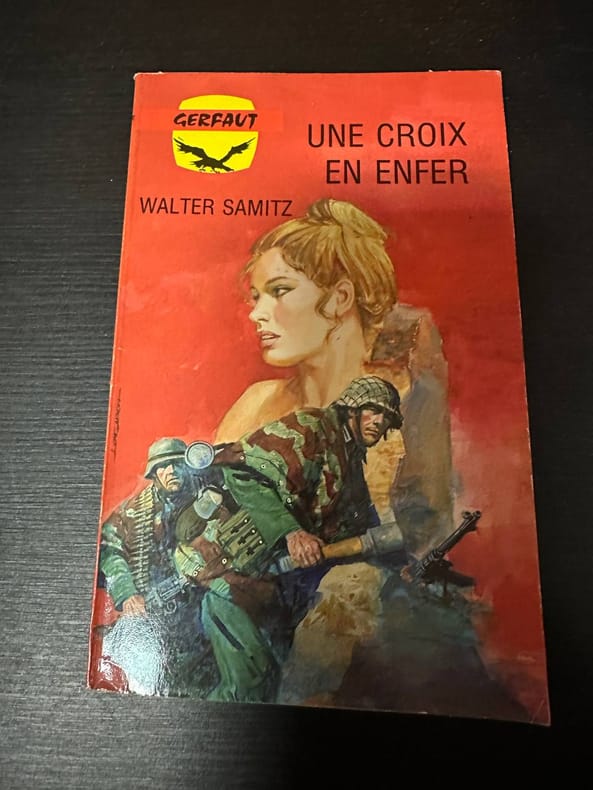 GERFAUT
UNE CROIX
EN ENFER
WALTER SAMITZ